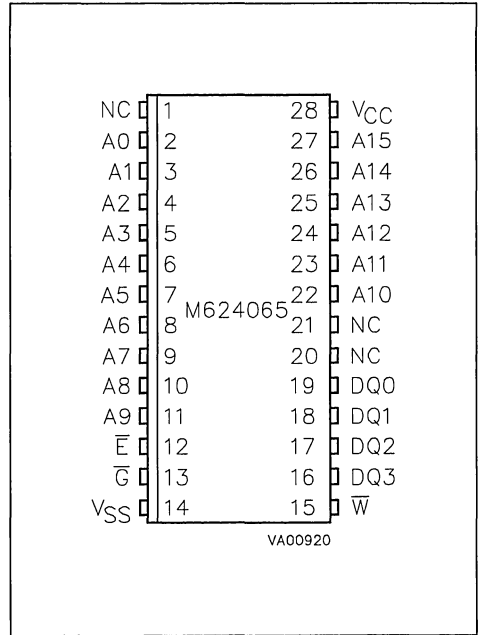 NC 1 28 V_CC
A0 2 27 A15
A1 3 26 A14
A2 4 25 A13
A3 5 24 A12
A4 6 23 A11
A5 7 22 A10
M624065
A6 8 21 NC
A7 9 20 NC
A8 10 19 DQ0
A9 11 18 DQ1
E̅ 12 17 DQ2
G̅ 13 16 DQ3
V_SS 14 15 W̅
VA00920